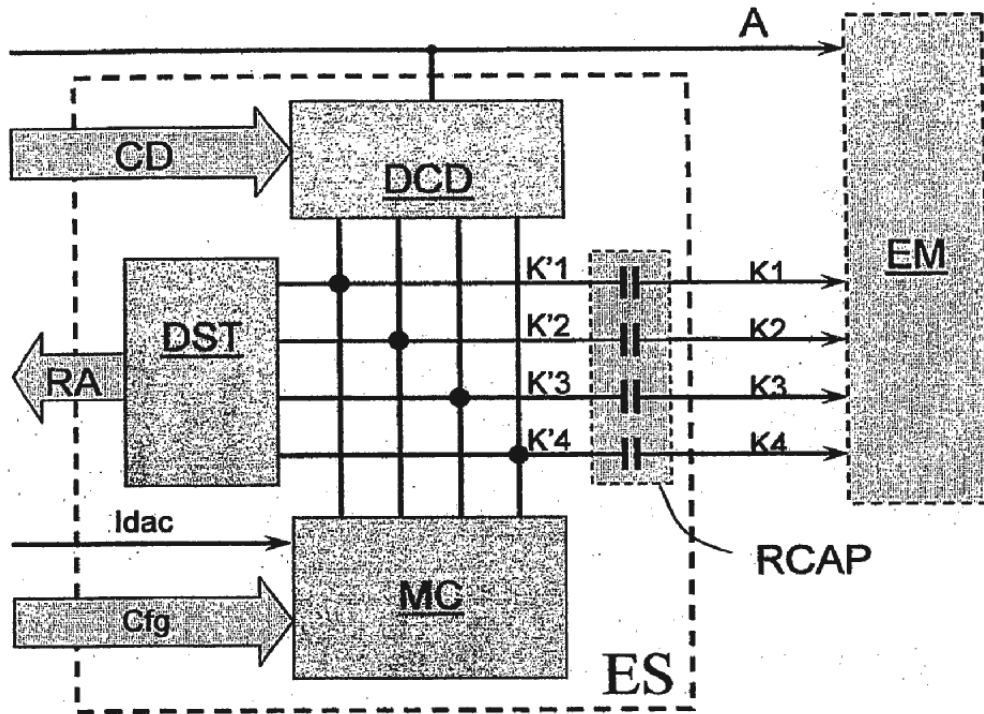 A
CD
DCD
EM
K'1
K1
DST
K'2
K2
RA
K'3
K3
K'4
K4
Idac
RCAP
MC
Cfg
ES